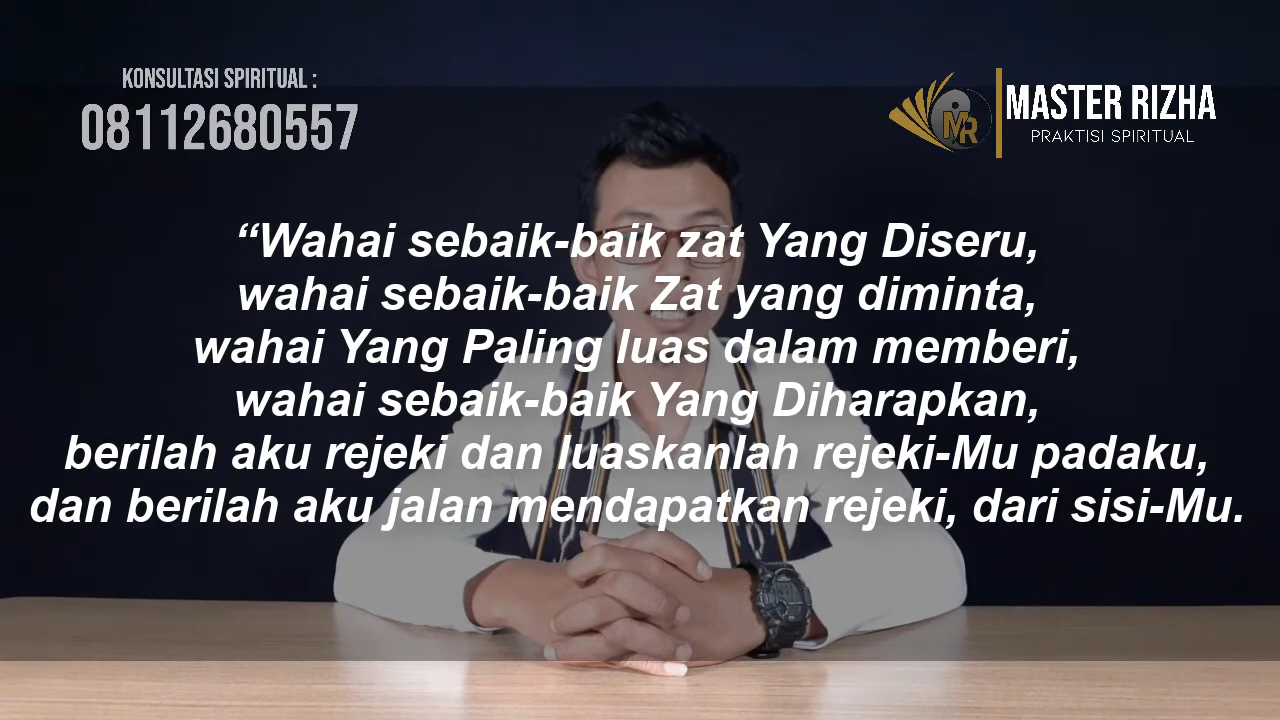 KONSULTASI SPIRITUAL :
08112680557
MR
MASTER RIZHA
PRAKTISI SPIRITUAL
“Wahai sebaik-baik zat Yang Diseru,
wahai sebaik-baik Zat yang diminta,
wahai Yang Paling luas dalam memberi,
wahai sebaik-baik Yang Diharapkan,
berilah aku rejeki dan luaskanlah rejeki-Mu padaku,
dan berilah aku jalan mendapatkan rejeki, dari sisi-Mu.